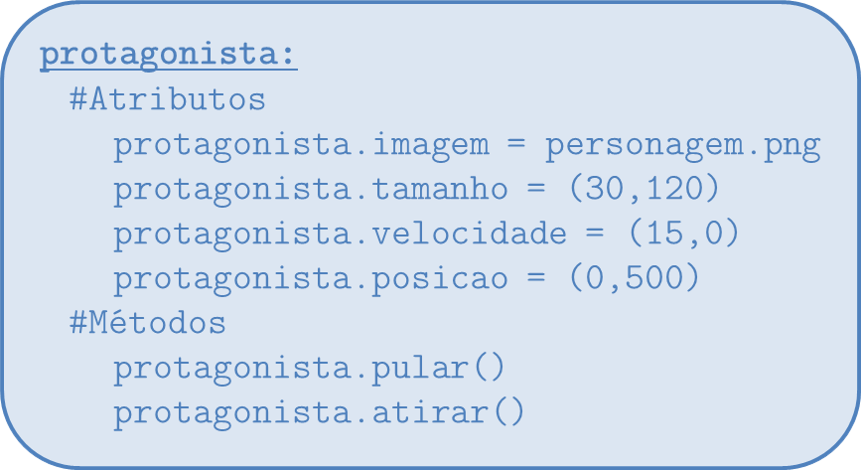 protagonista:
#Atributos
protagonista.imagem = personagem.png
protagonista.tamanho = (30,120)
protagonista.velocidade = (15,0)
protagonista.posicao = (0,500)
#Métodos
protagonista.pular()
protagonista.atirar()